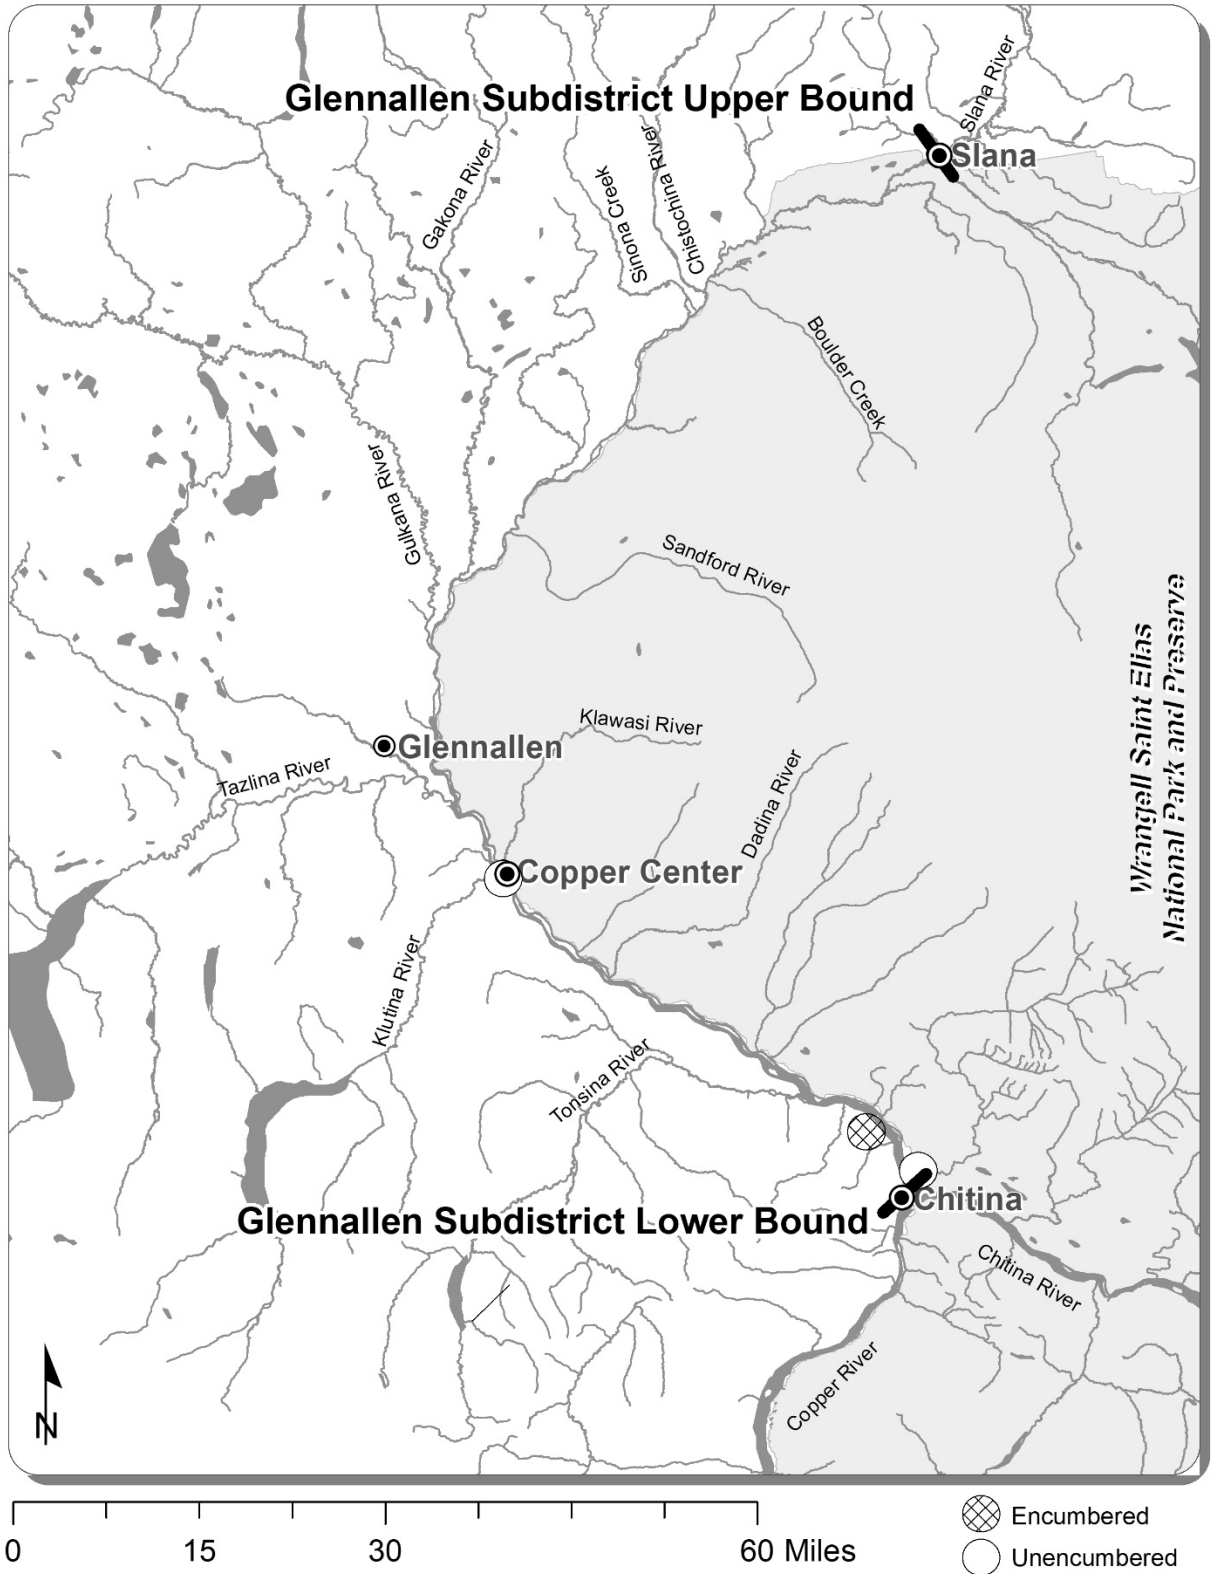 Glennallen Subdistrict Upper Bound
Slana River
Slana
Gakona River
Sinona Creek
Chistochina River
Boulder Creek
Gulkana River
Sandford River
Wrangell Saint Elias
National Park and Preserve
Klawasi River
Glennallen
Tazlina River
Dadina River
Copper Center
Klutina River
Tonsina River
Chitina
Glennallen Subdistrict Lower Bound
Chitina River
Copper River
N
0 15 30 60 Miles
Encumbered
Unencumbered